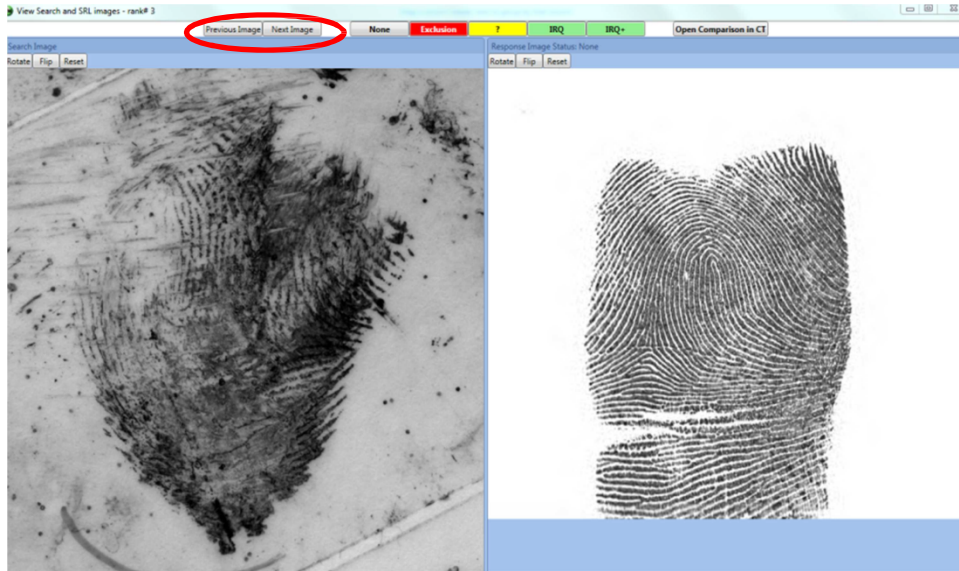 View Search and SRL images - rank# 3
Previous Image Next Image None Exclusion ? IRQ IRQ+ Open Comparison in CT
Search Image
Response Image Status: None
Rotate Flip Reset
Rotate Flip Reset